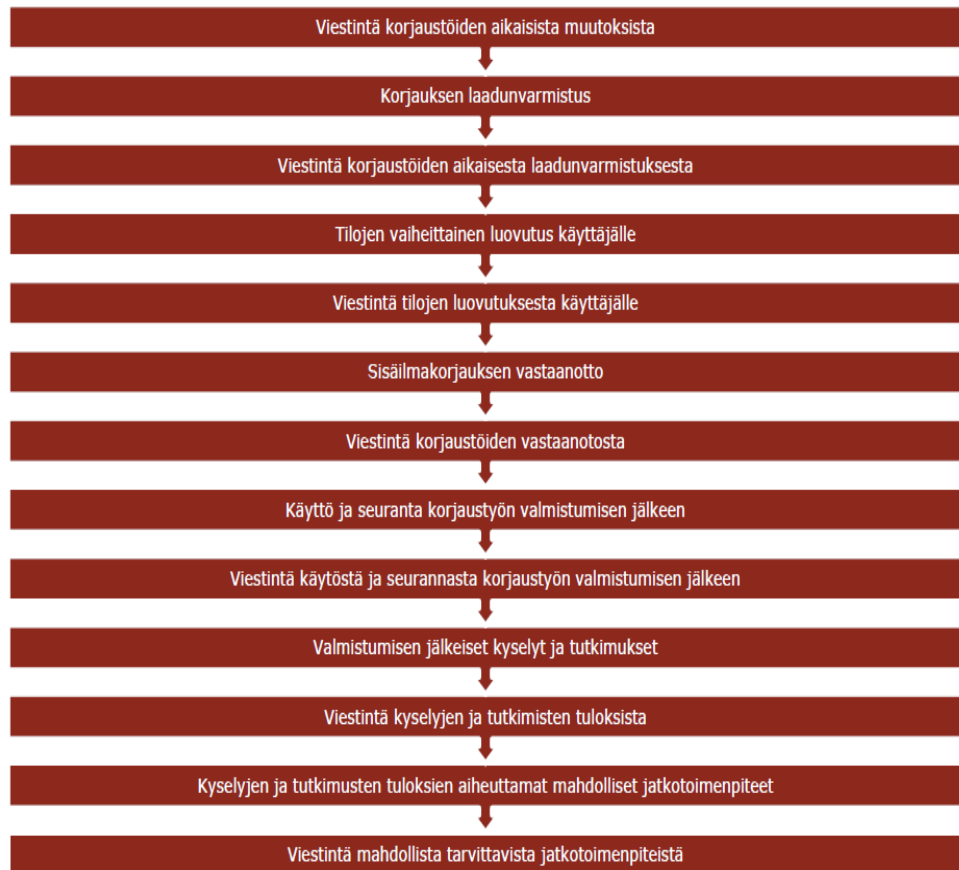 Viestintä korjaustöiden aikaisista muutoksista
Korjauksen laadunvarmistus
Viestintä korjaustöiden aikaisesta laadunvarmistuksesta
Tilojen vaiheittainen luovutus käyttäjälle
Viestintä tilojen luovutuksesta käyttäjälle
Sisäilmakorjauksen vastaanotto
Viestintä korjaustöiden vastaanotosta
Käyttö ja seuranta korjaustyön valmistumisen jälkeen
Viestintä käytöstä ja seurannasta korjaustyön valmistumisen jälkeen
Valmistumisen jälkeiset kyselyt ja tutkimukset
Viestintä kyselyjen ja tutkimisten tuloksista
Kyselyjen ja tutkimusten tuloksien aiheuttamat mahdolliset jatkotoimenpiteet
Viestintä mahdollista tarvittavista jatkotoimenpiteistä